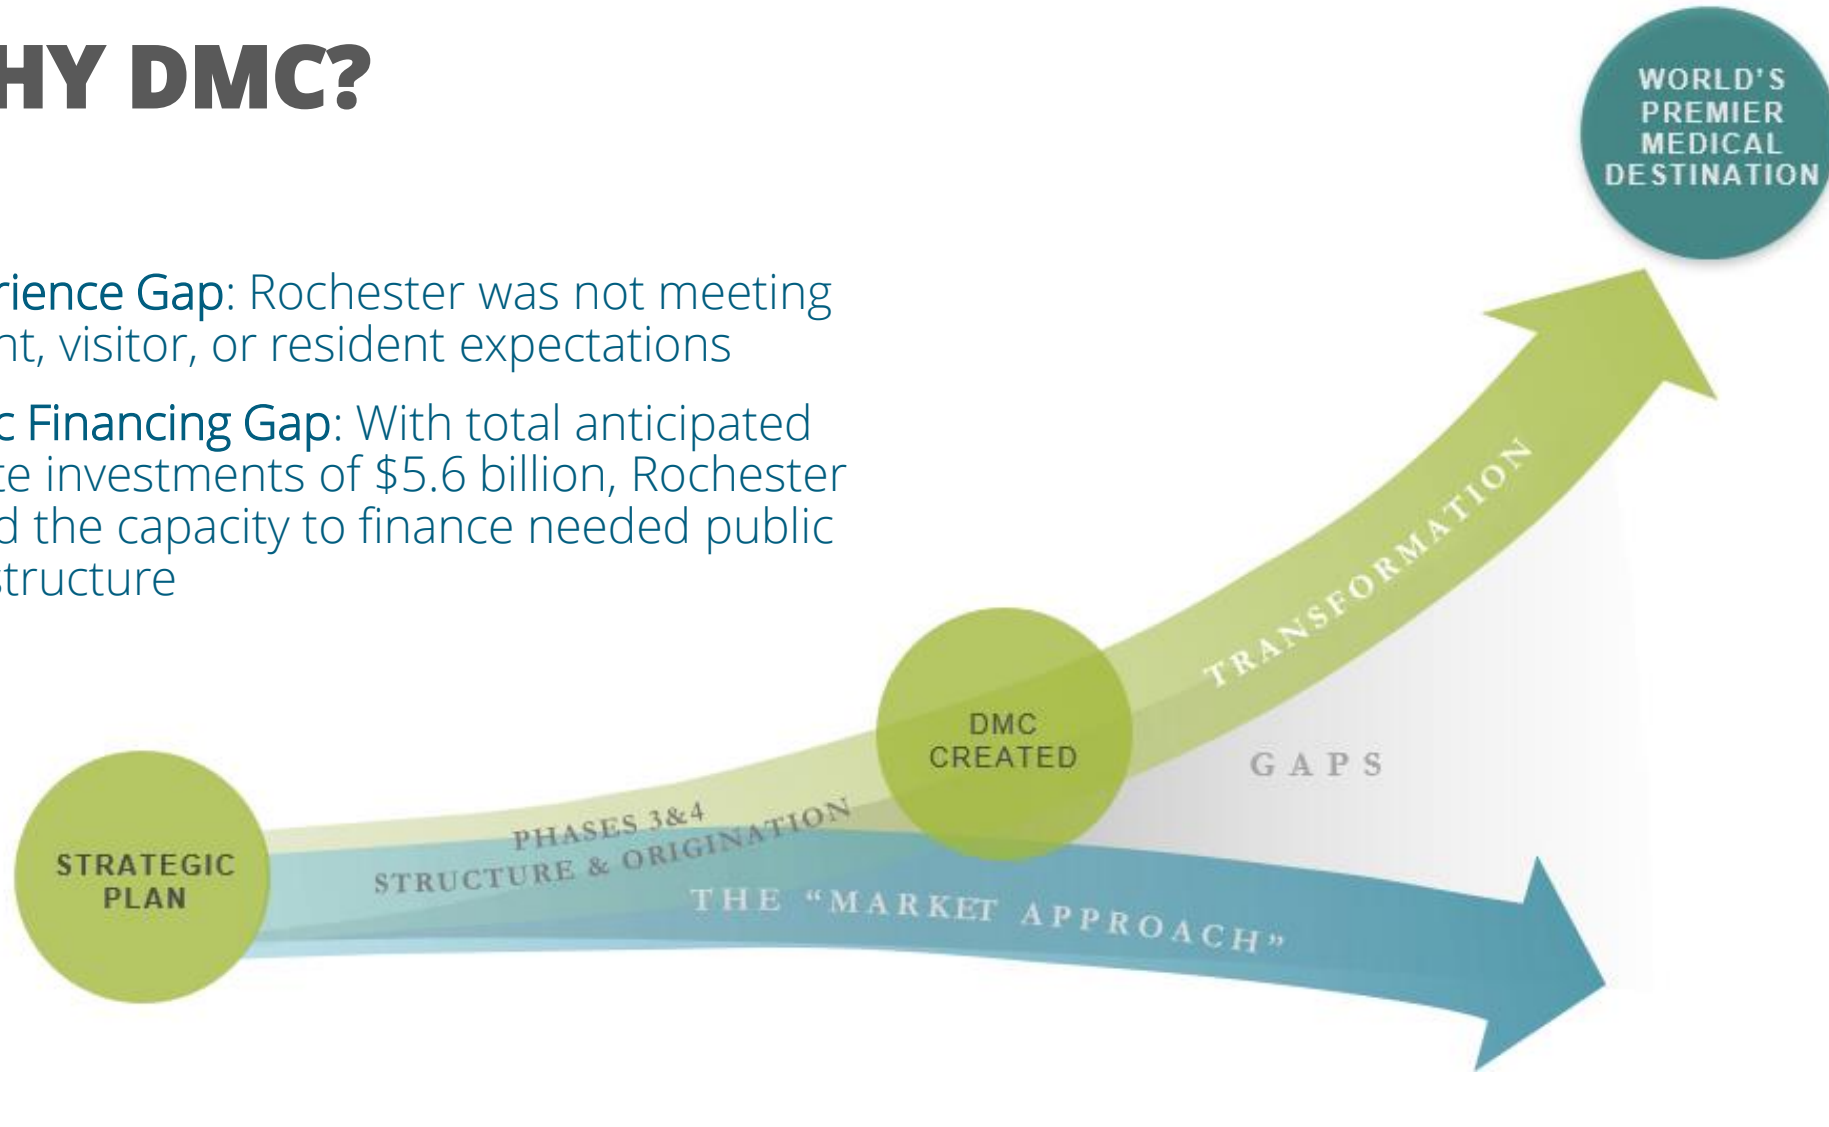 HY DMC?
rience Gap: Rochester was not meeting
nt, visitor, or resident expectations
c Financing Gap: With total anticipated
te investments of $5.6 billion, Rochester
d the capacity to finance needed public
structure
WORLD'S
PREMIER
MEDICAL
DESTINATION
TRANSFORMATION
GAPS
DMC
CREATED
PHASES 3&4
STRUCTURE & ORIGINATION
THE “MARKET APPROACH”
STRATEGIC
PLAN